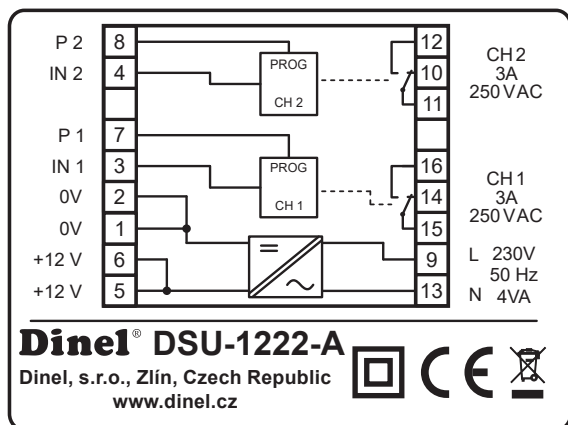 P 2 8 12
IN 2 4 PROG CH 2 10 11
CH 2
3A
250 VAC
P 1 7
IN 1 3 PROG CH 1 16
0V 2 14
0V 1 15
CH 1
3A
250 VAC
+12 V 6 9 L 230V
50 Hz
+12 V 5 13 N 4VA
Dinel® DSU-1222-A
Dinel, s.r.o., Zlín, Czech Republic
www.dinel.cz
CE